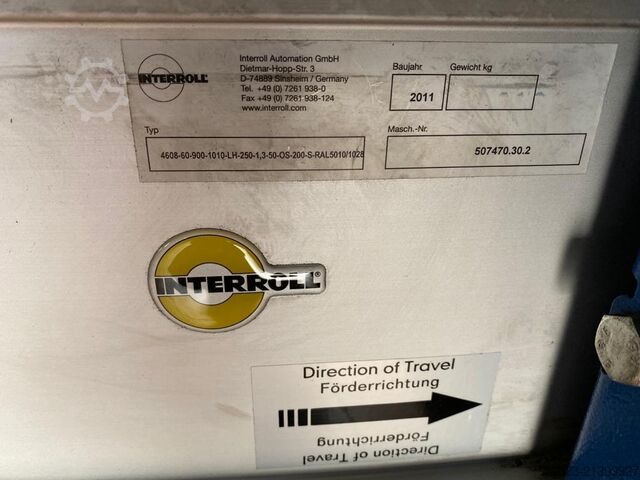 INTERROLL
Interroll Automation GmbH
Dietmar-Hopp-Str. 3
D-74889 Sinsheim / Germany
Tel. +49 (0) 7261 938-0
Fax +49 (0) 7261 938-124
www.interroll.com
Baujahr
Gewicht kg
2011
Typ
Masch.-Nr.
4608-60-900-1010-LH-250-1,3-50-OS-200-S-RAL5010/1028
507470.30.2
INTERROLL®
Direction of Travel
Förderrichtung
Förderrichtung
Direction of Travel